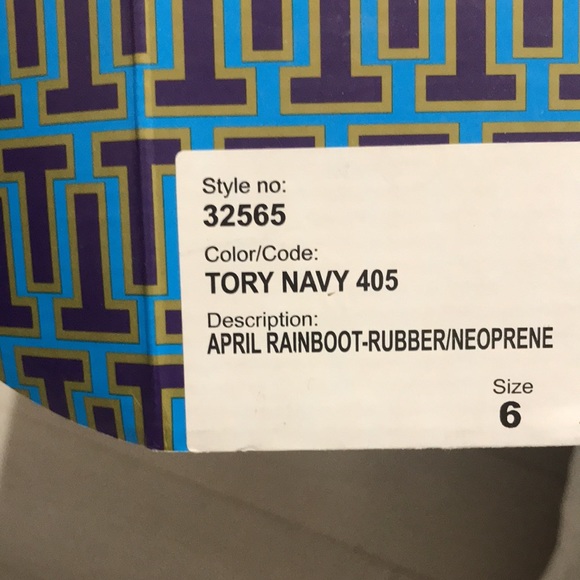 Style no:
32565
Color/Code:
TORY NAVY 405
Description:
APRIL RAINBOOT-RUBBER/NEOPRENE
Size
6